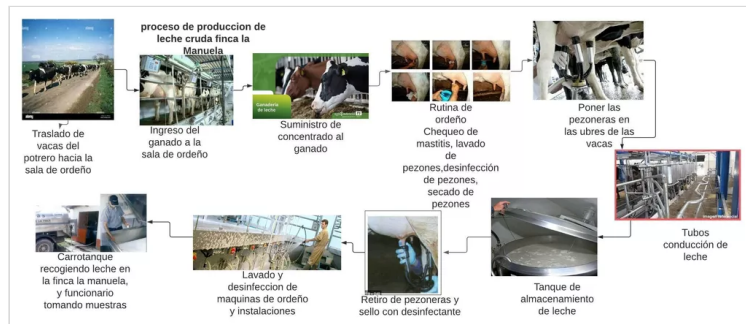 proceso de produccion de
leche cruda finca la
Manuela
Traslado de
vacas del
potrero hacia la
sala de ordeño
Ingreso del
ganado a la
sala de ordeño
Ganadería
de leche
Suministro de
concentrado al
ganado
Rutina de
ordeño
Chequeo de
mastitis, lavado
de
pezones,desinfección
de pezones,
secado de
pezones
Poner las
pezoneras en
las ubres de las
vacas
Tubos
conducción de
leche
Tanque de
almacenamiento
de leche
Retiro de pezoneras y
sello con desinfectante
Lavado y
desinfeccion de
maquinas de ordeño
y instalaciones
Carrotanque
recogiendo leche en
la finca la manuela,
y funcionario
tomando muestras